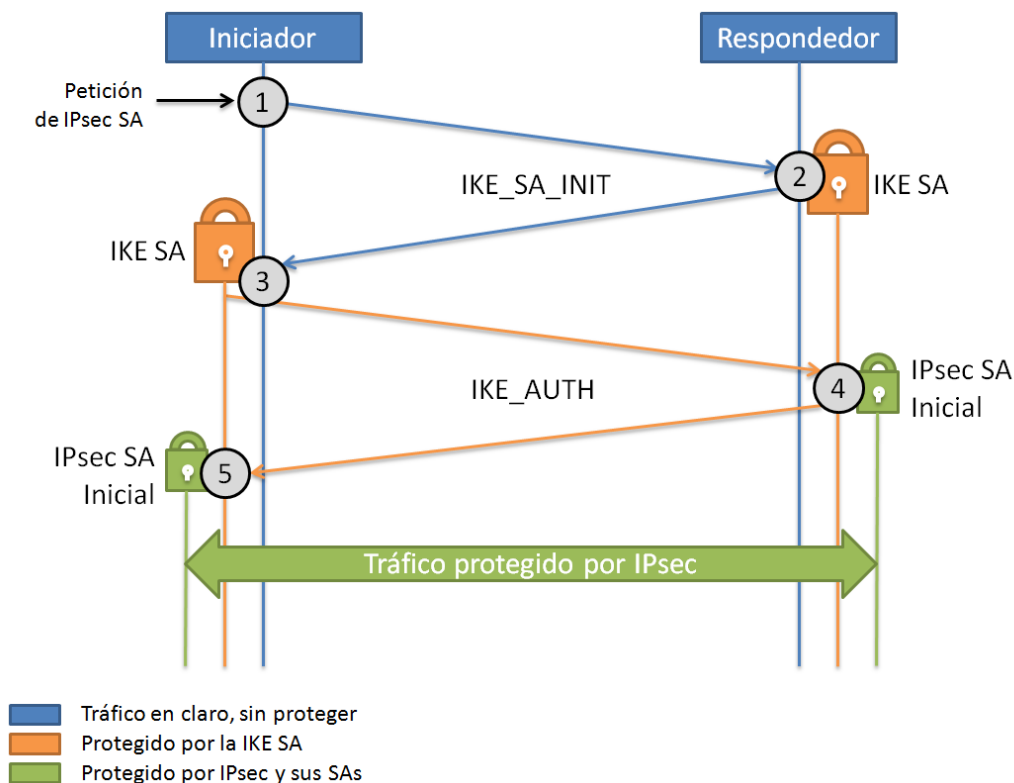 Iniciador
Respondedor
Petición
de IPsec SA
1
2
IKE_SA_INIT
IKE SA
IKE SA
3
IKE_AUTH
4
IPsec SA
Inicial
IPsec SA
Inicial
5
Tráfico protegido por IPsec
Tráfico en claro, sin proteger
Protegido por la IKE SA
Protegido por IPsec y sus SAs